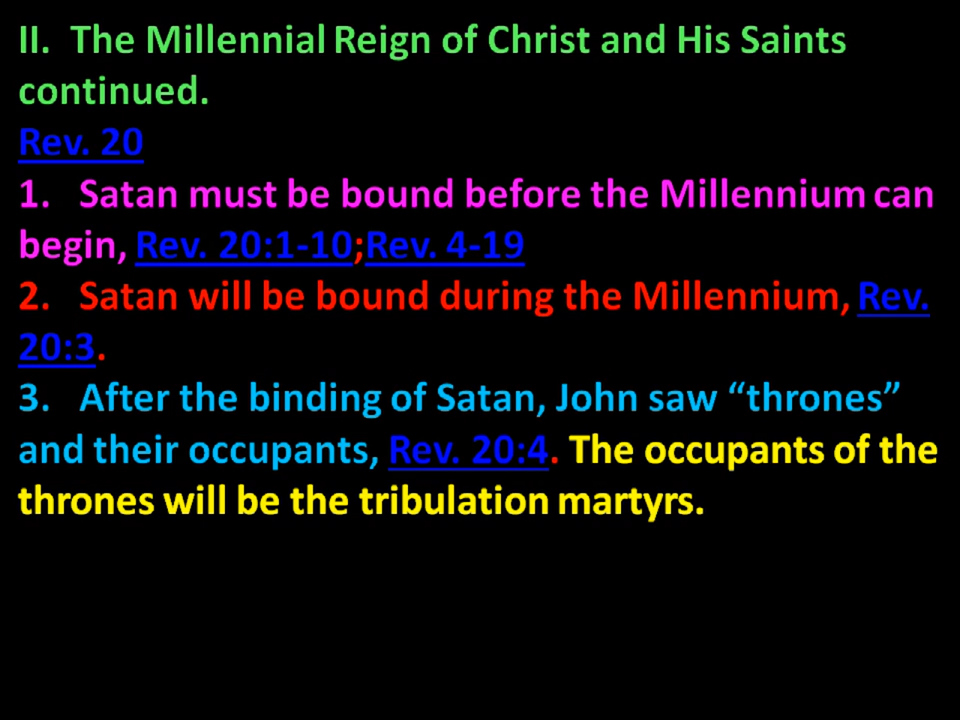 II.  The Millennial Reign of Christ and His Saints
continued.
Rev. 20
1.   Satan must be bound before the Millennium can
begin, Rev. 20:1-10;Rev. 4-19
2.   Satan will be bound during the Millennium, Rev.
20:3.
3.   After the binding of Satan, John saw “thrones”
and their occupants, Rev. 20:4. The occupants of the
thrones will be the tribulation martyrs.